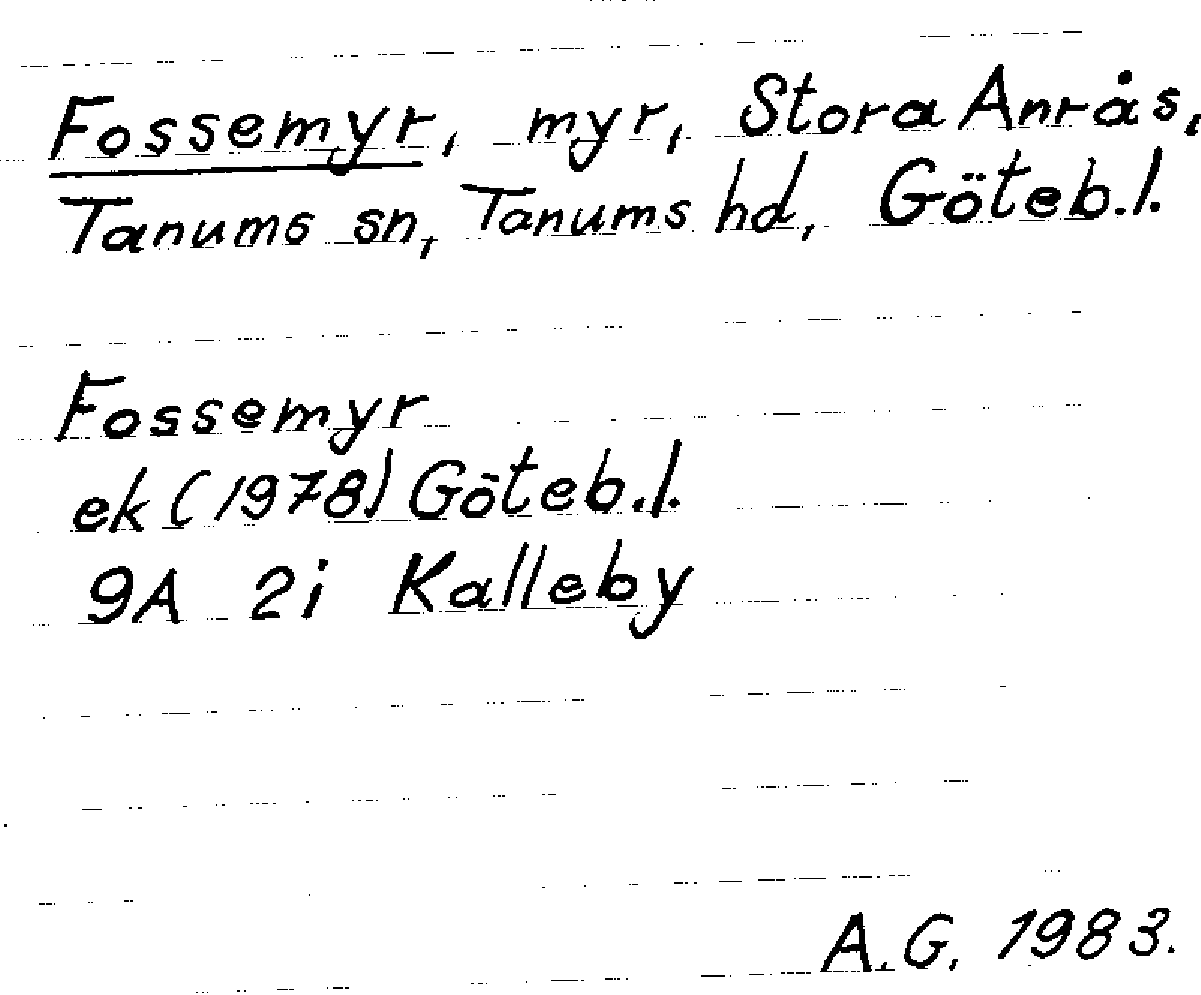 Fossemyr, myr, Stora Anrås,
Tanums sn, Tanums hd, Göteb.l.
Fossemyr
ek (1978) Göteb.l.
9A 2i Kalleby
A.G. 1983.